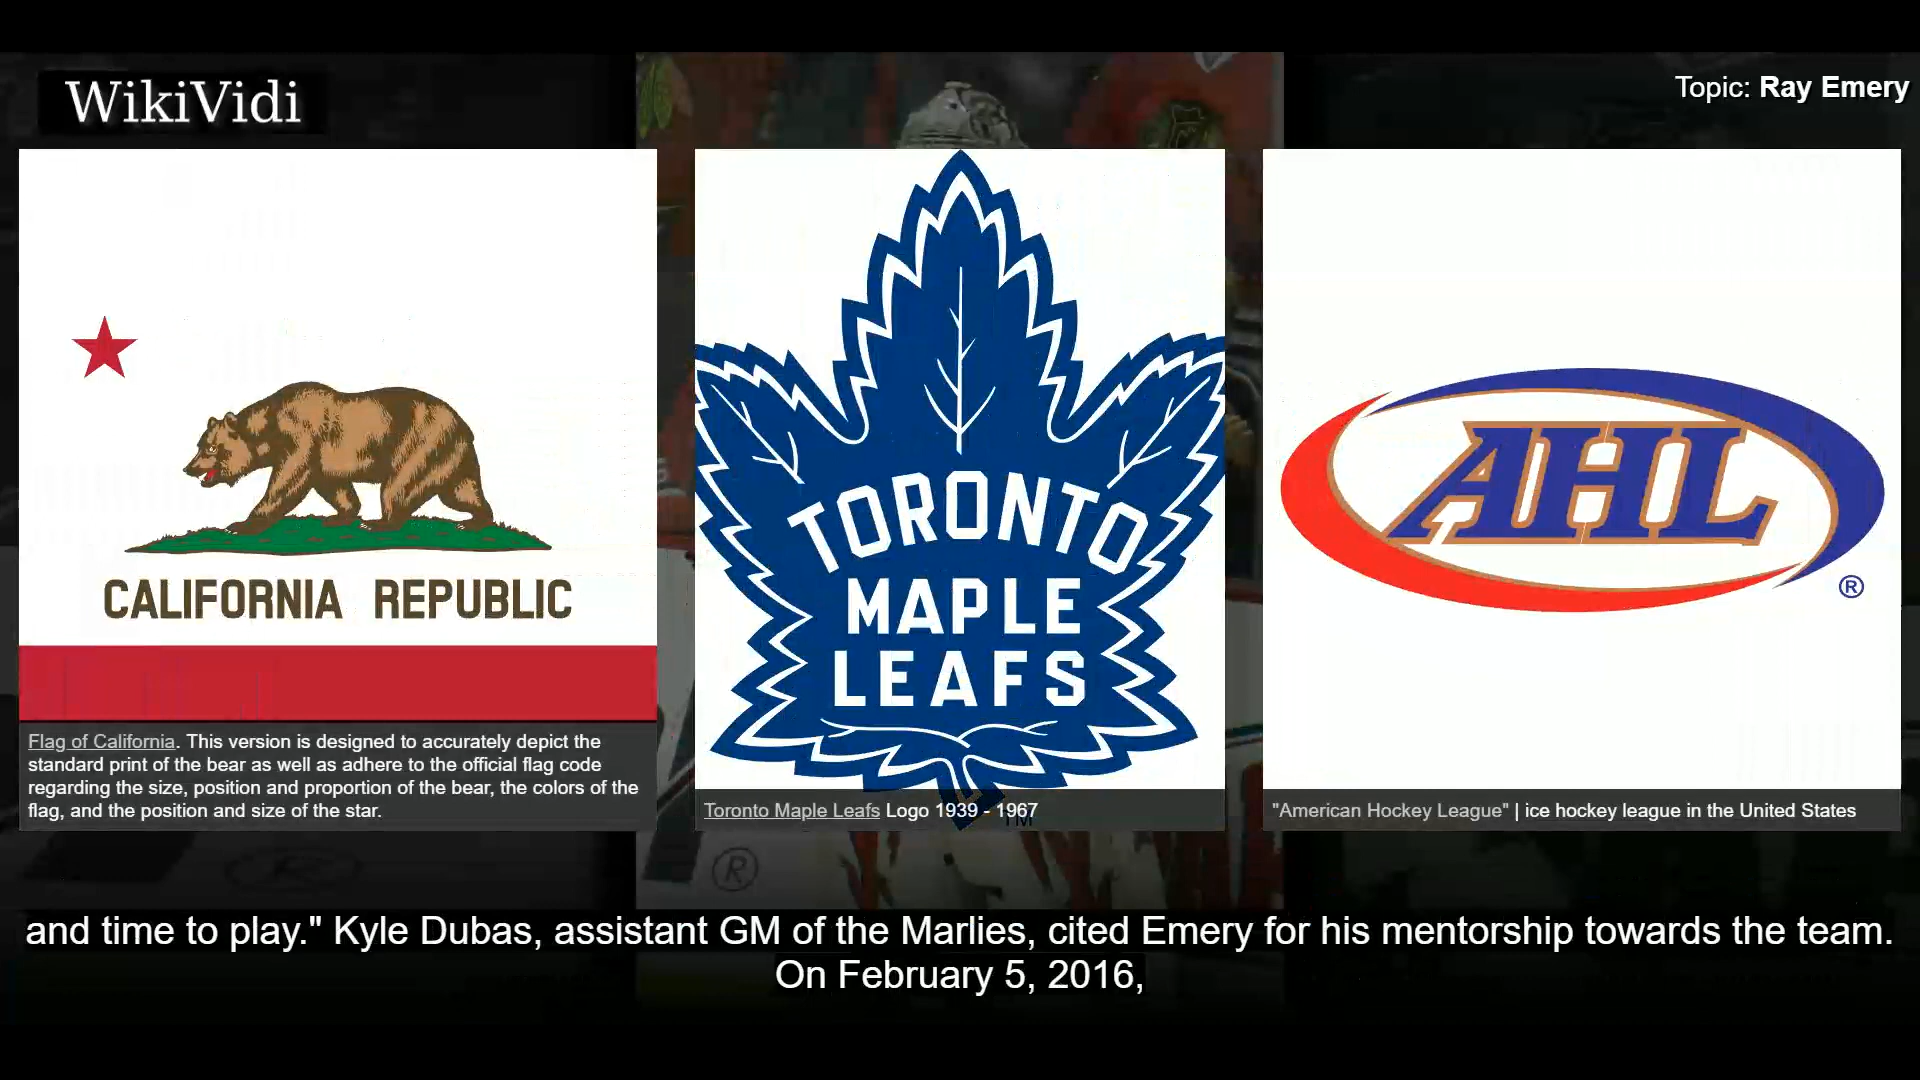 WikiVidi
Topic: Ray Emery
CALIFORNIA REPUBLIC
Flag of California. This version is designed to accurately depict the
standard print of the bear as well as adhere to the official flag code
regarding the size, position and proportion of the bear, the colors of the
flag, and the position and size of the star.
TORONTO
MAPLE
LEAFS
TM
Toronto Maple Leafs Logo 1939 - 1967
AHL
®
"American Hockey League" | ice hockey league in the United States
®
and time to play." Kyle Dubas, assistant GM of the Marlies, cited Emery for his mentorship towards the team.
On February 5, 2016,